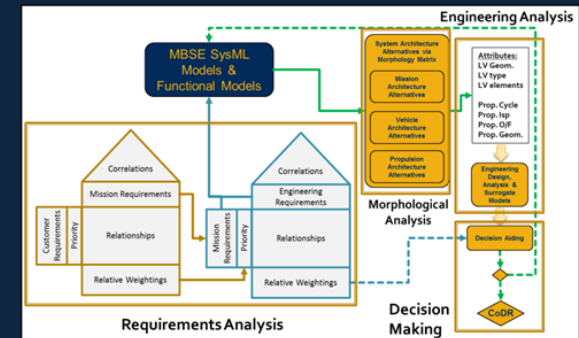 Engineering Analysis
MBSE SysML
Models &
Functional Models
System Architecture
Alternatives via
Morphology Matrix
Mission
Architecture
Alternatives
Vehicle
Architecture
Alternatives
Propulsion
Architecture
Alternatives
Morphological
Analysis
Attributes:
LV Geom.
LV type
LV elements
Prop. Cycle
Prop. Isp
Prop. O/F
Prop. Geom.
Engineering
Design,
Analysis &
Surrogate
Models
Correlations
Mission Requirements
Customer
Requirements
Priority
Relationships
Relative Weightings
Correlations
Engineering
Requirements
Mission
Requirements
Priority
Relationships
Relative Weightings
Requirements Analysis
Decision Aiding
CoDR
Decision
Making